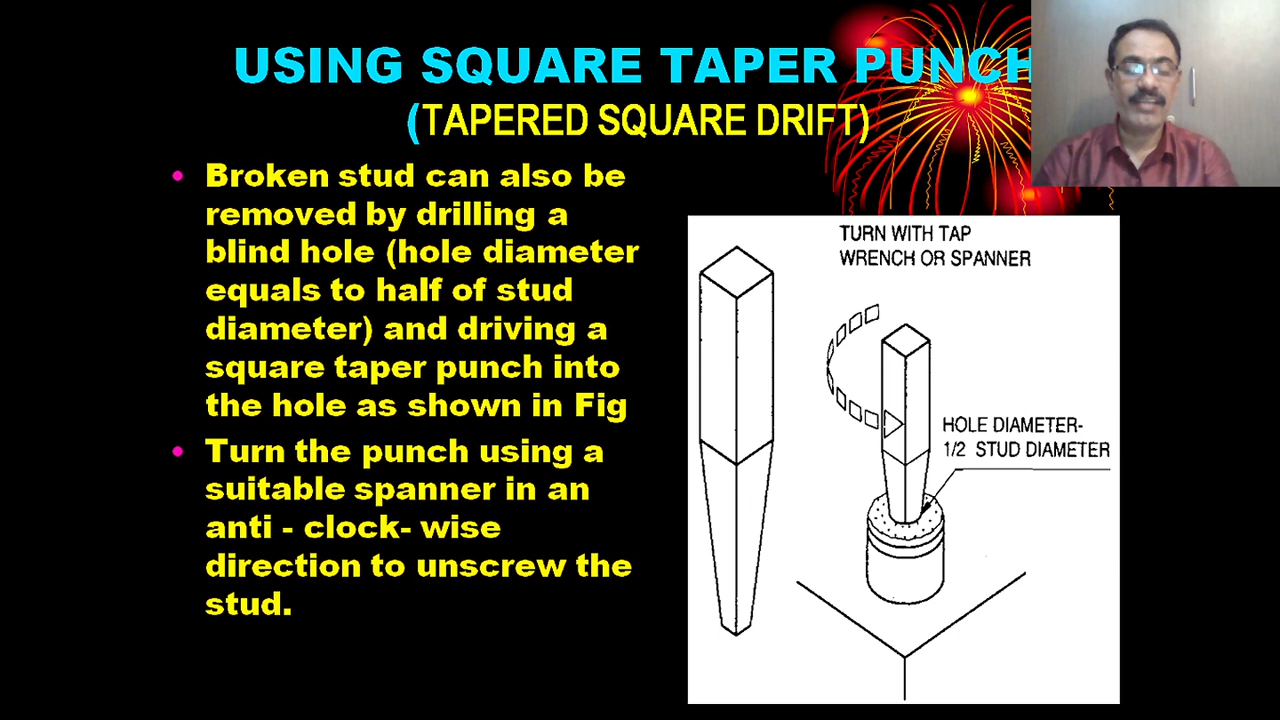 USING SQUARE TAPER PUNCH
(TAPERED SQUARE DRIFT)
• Broken stud can also be
removed by drilling a
blind hole (hole diameter
equals to half of stud
diameter) and driving a
square taper punch into
the hole as shown in Fig
• Turn the punch using a
suitable spanner in an
anti - clock- wise
direction to unscrew the
stud.
TURN WITH TAP
WRENCH OR SPANNER
HOLE DIAMETER-
1/2 STUD DIAMETER